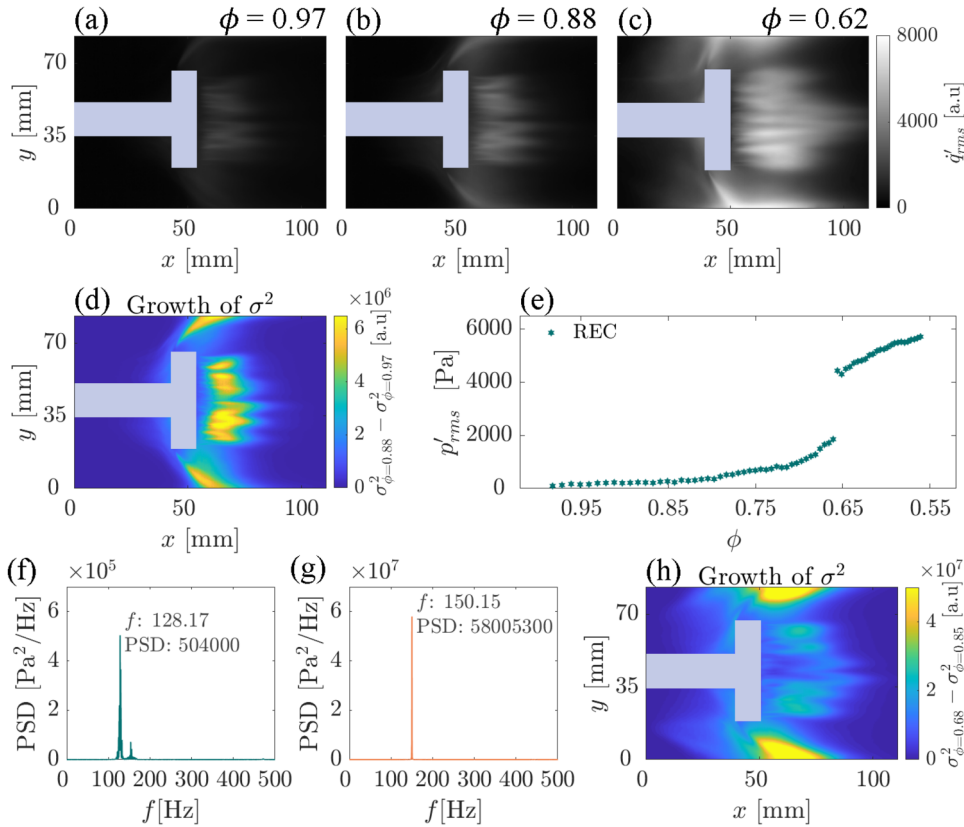 (a) ϕ = 0.97
(b) ϕ = 0.88
(c) ϕ = 0.62
70
35
0
y [mm]
0 50 100
x [mm]
0 50 100
x [mm]
0 50 100
x [mm]
8000
4000
0
q̇′rms [a.u]
(d) Growth of σ²
70
35
0
y [mm]
0 50 100
x [mm]
×10⁶
6
4
2
0
σ²ϕ=0.88 − σ²ϕ=0.97 [a.u]
(e)
REC
6000
4000
2000
0
p′rms [Pa]
0.95 0.85 0.75 0.65 0.55
ϕ
(f)
×10⁵
f: 128.17
PSD: 504000
6
4
2
0
PSD [Pa²/Hz]
0 100 200 300 400 500
f[Hz]
(g)
×10⁷
f: 150.15
PSD: 58005300
6
4
2
0
PSD [Pa²/Hz]
0 100 200 300 400 500
f[Hz]
(h) Growth of σ²
70
35
0
y [mm]
0 50 100
x [mm]
×10⁷
5
4
3
2
1
0
σ²ϕ=0.68 − σ²ϕ=0.85 [a.u]